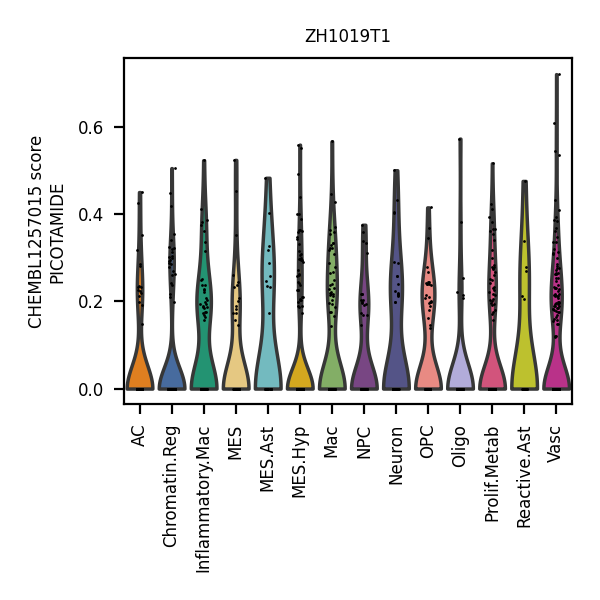 ZH1019T1
CHEMBL1257015 score
PICOTAMIDE
0.6
0.4
0.2
0.0
AC
Chromatin.Reg
Inflammatory.Mac
MES
MES.Ast
MES.Hyp
Mac
NPC
Neuron
OPC
Oligo
Prolif.Metab
Reactive.Ast
Vasc